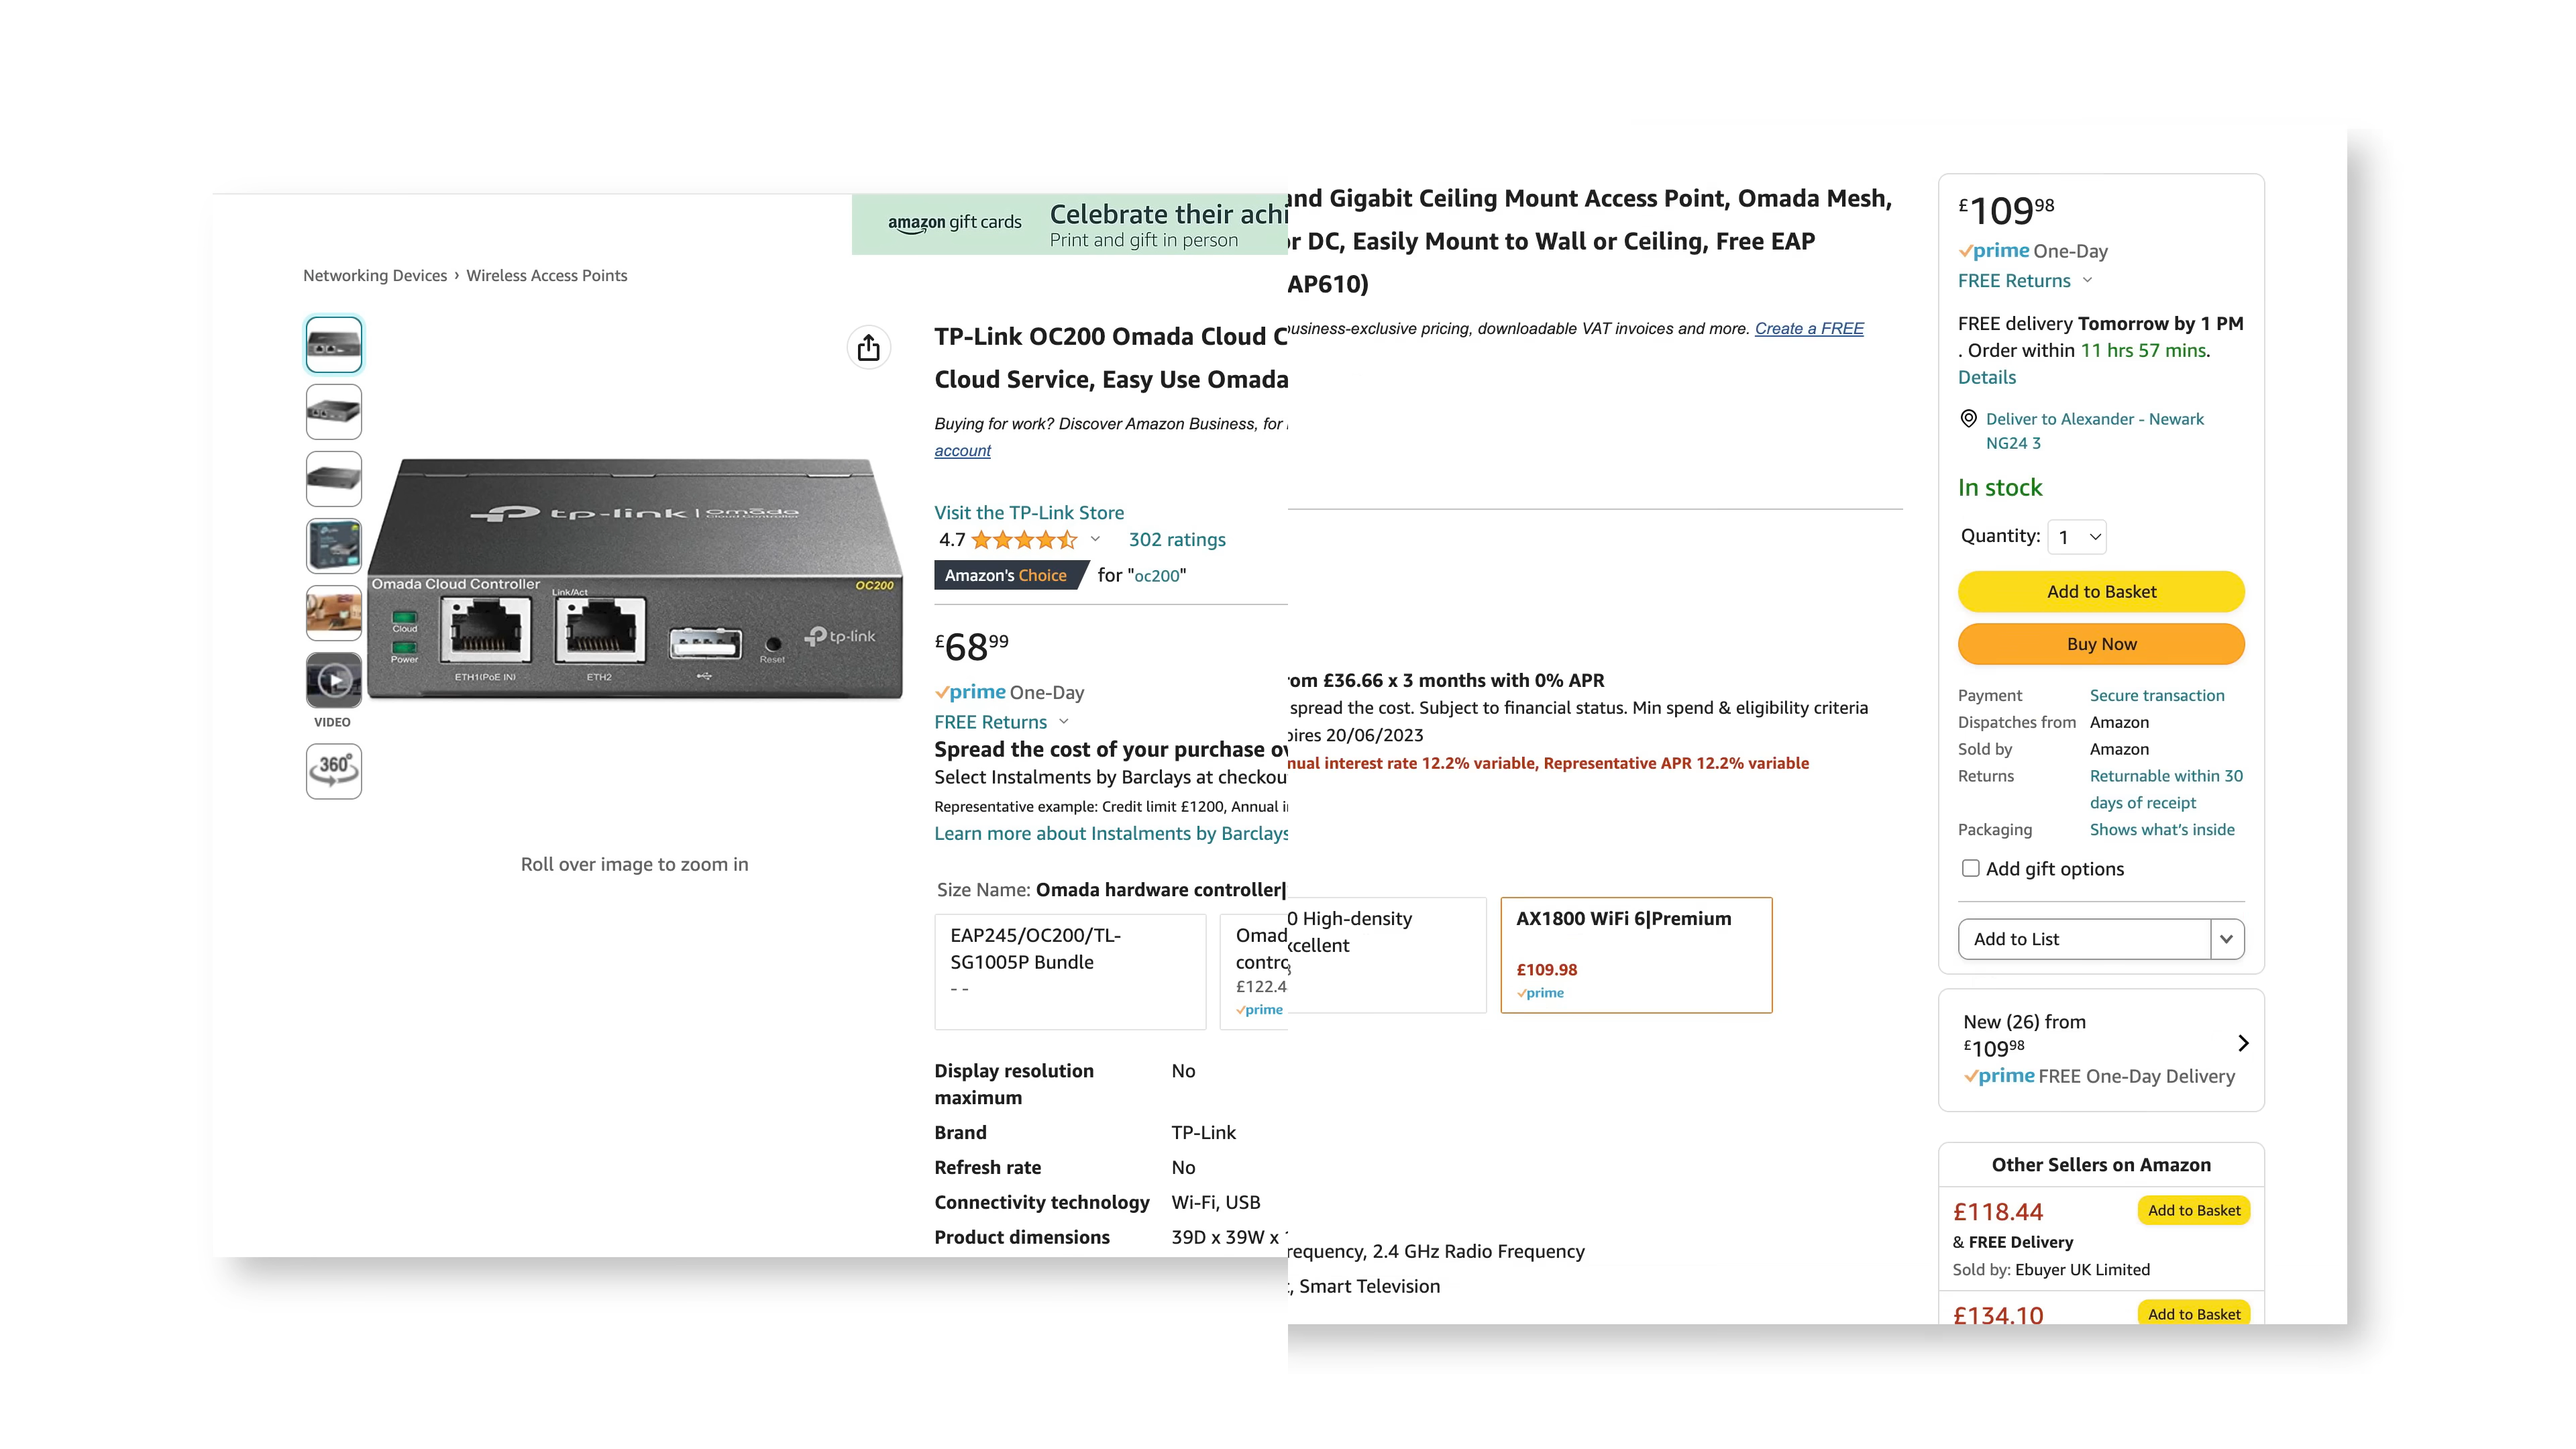 amazon gift cards
Celebrate their achi
Print and gift in person
Networking Devices › Wireless Access Points
tp-link | omada
Cloud Controller
Omada Cloud Controller
OC200
Link/Act
Cloud
Power
ETH1(PoE IN)
ETH2
Reset
tp-link
VIDEO
360°
Roll over image to zoom in
TP-Link OC200 Omada Cloud C
Cloud Service, Easy Use Omada
Buying for work? Discover Amazon Business, for
account
Visit the TP-Link Store
4.7 302 ratings
Amazon's Choice for "oc200"
£68.99
prime One-Day
FREE Returns
Spread the cost of your purchase ov
Select Instalments by Barclays at checkou
Representative example: Credit limit £1200, Annual i
Learn more about Instalments by Barclays
Size Name: Omada hardware controller|
EAP245/OC200/TL-
SG1005P Bundle
- -
Omad
contro
£122.4
prime
Display resolution
maximum
No
Brand TP-Link
Refresh rate No
Connectivity technology Wi-Fi, USB
Product dimensions 39D x 39W x
and Gigabit Ceiling Mount Access Point, Omada Mesh,
or DC, Easily Mount to Wall or Ceiling, Free EAP
AP610)
business-exclusive pricing, downloadable VAT invoices and more. Create a FREE
om £36.66 x 3 months with 0% APR
spread the cost. Subject to financial status. Min spend & eligibility criteria
pires 20/06/2023
nual interest rate 12.2% variable, Representative APR 12.2% variable
0 High-density
xcellent
AX1800 WiFi 6|Premium
£109.98
prime
requency, 2.4 GHz Radio Frequency
, Smart Television
£109.98
prime One-Day
FREE Returns
FREE delivery Tomorrow by 1 PM
. Order within 11 hrs 57 mins.
Details
Deliver to Alexander - Newark
NG24 3
In stock
Quantity: 1
Add to Basket
Buy Now
Payment Secure transaction
Dispatches from Amazon
Sold by Amazon
Returns Returnable within 30
days of receipt
Packaging Shows what's inside
Add gift options
Add to List
New (26) from
£109.98
prime FREE One-Day Delivery
Other Sellers on Amazon
£118.44 Add to Basket
& FREE Delivery
Sold by: Ebuyer UK Limited
£134.10 Add to Basket